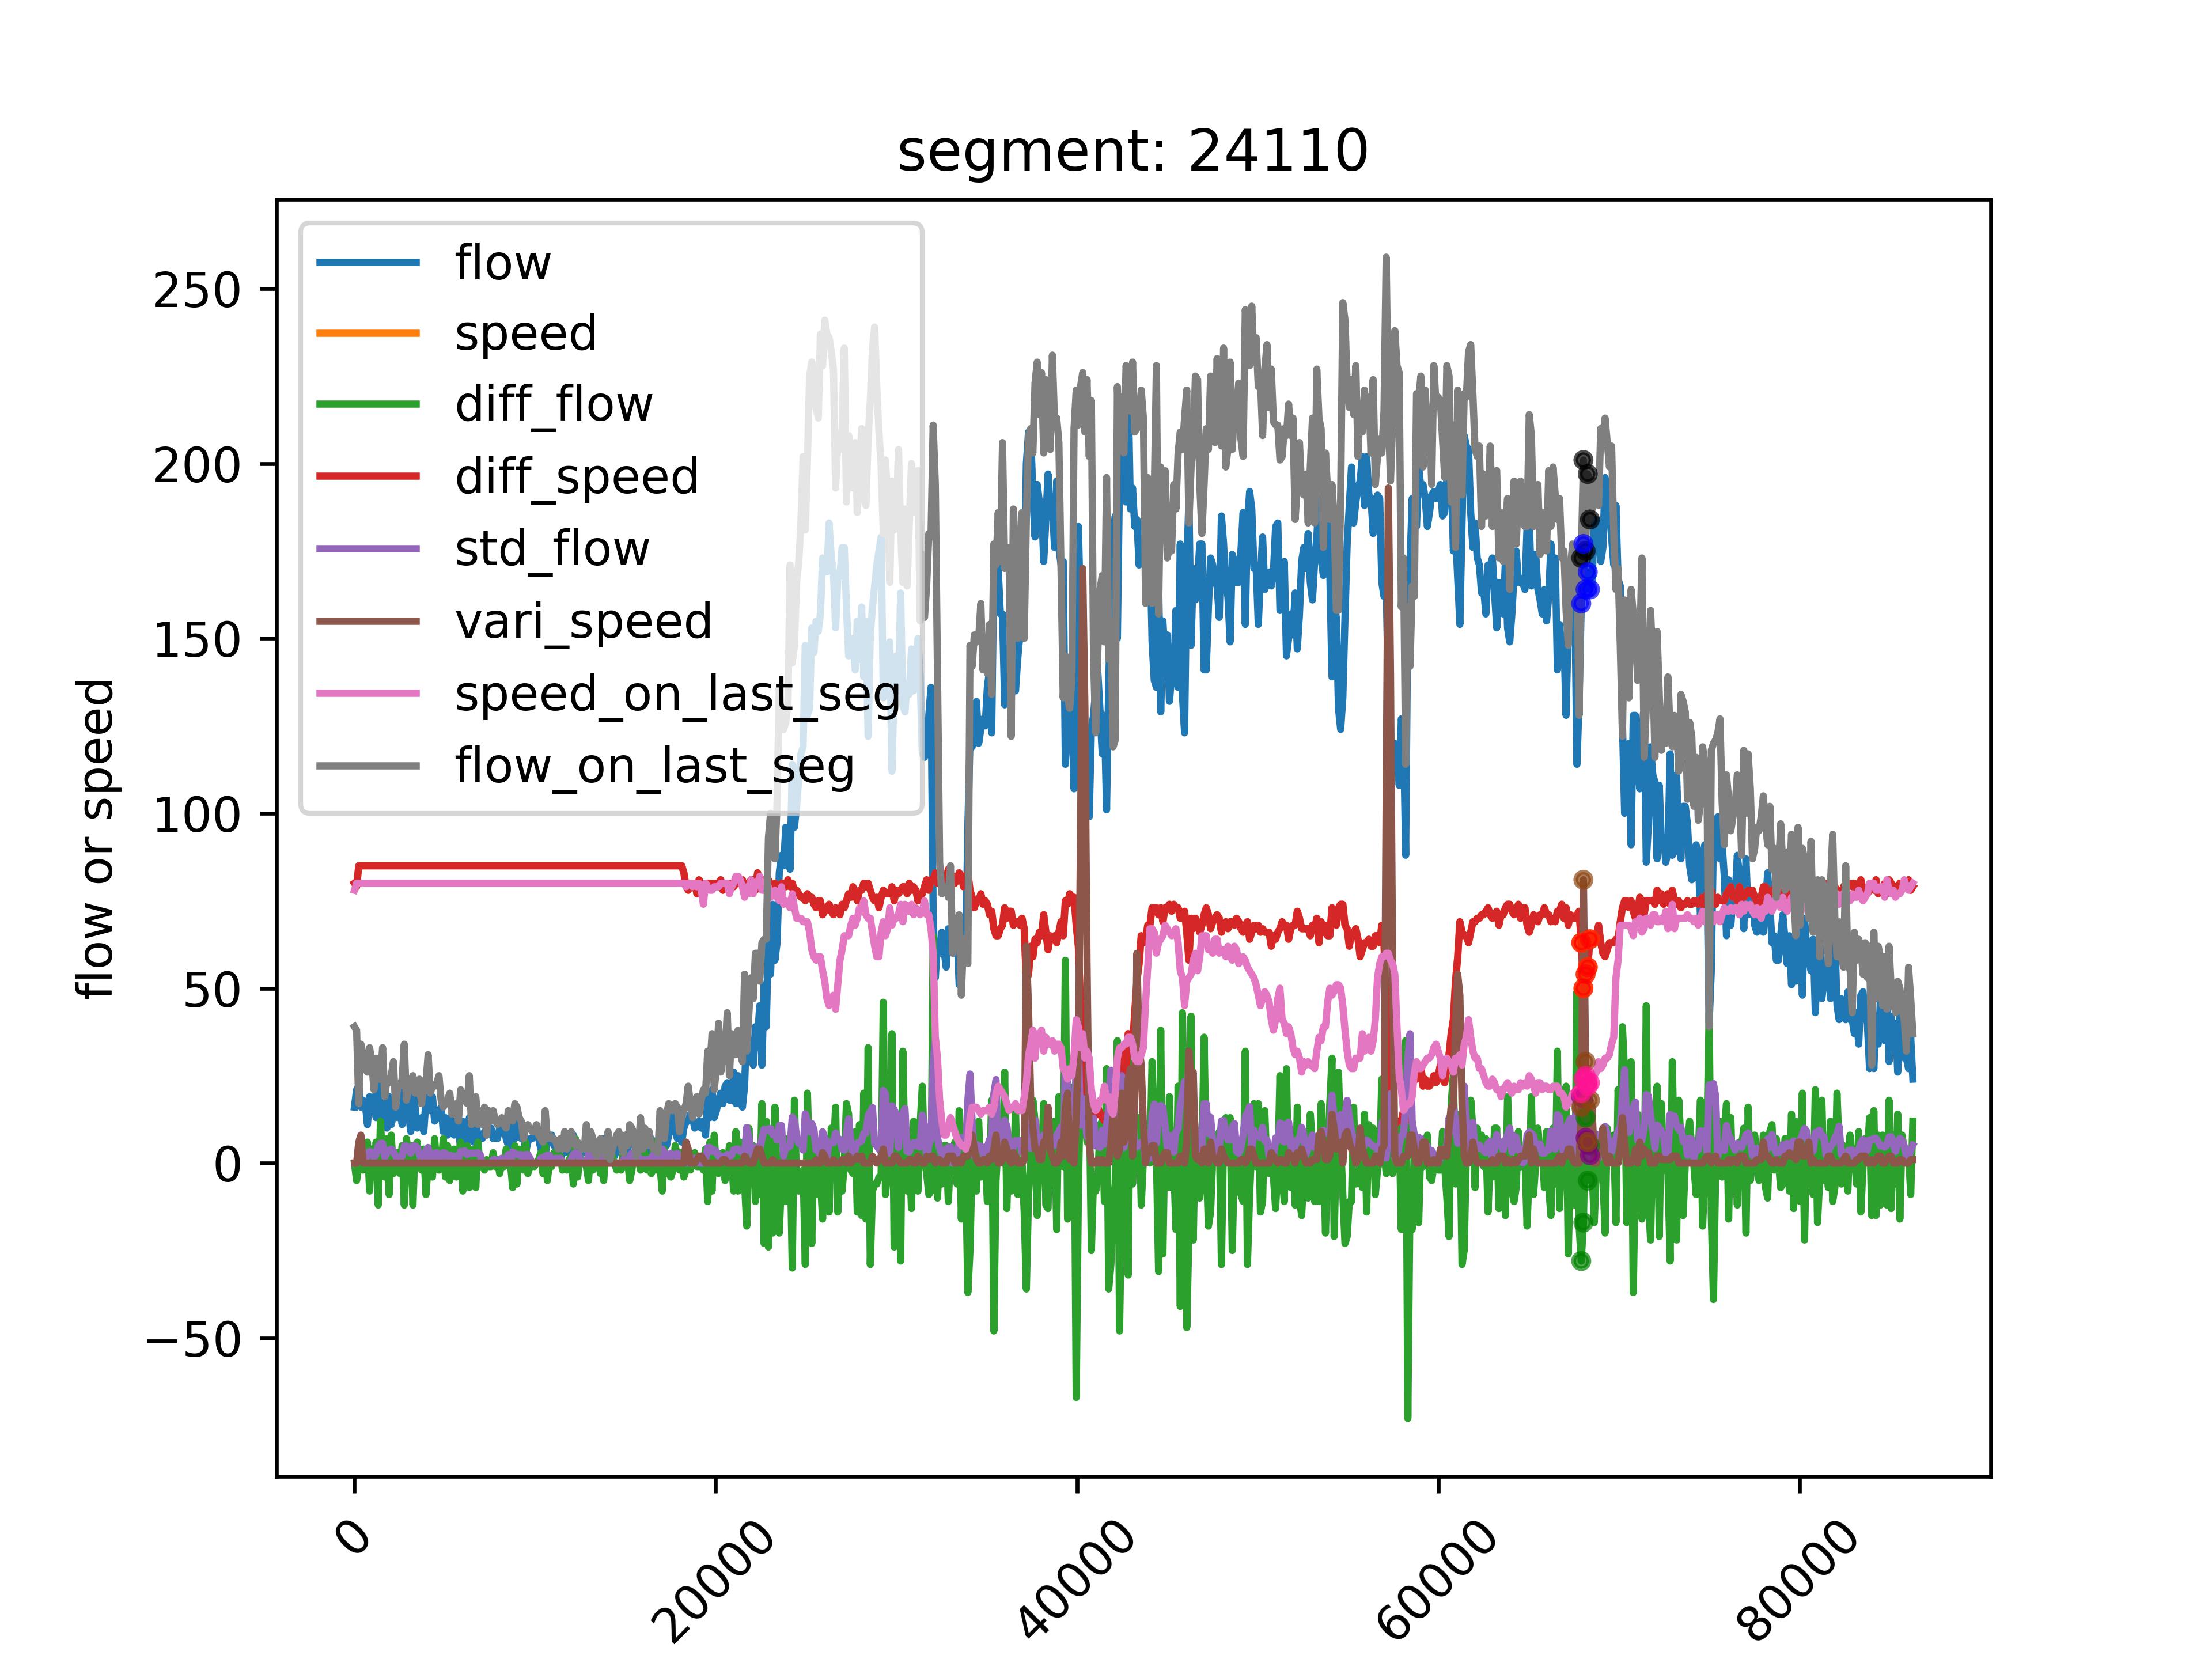 segment: 24110
flow
speed
diff_flow
diff_speed
std_flow
vari_speed
speed_on_last_seg
flow_on_last_seg
flow or speed
250
200
150
100
50
0
−50
0
20000
40000
60000
80000